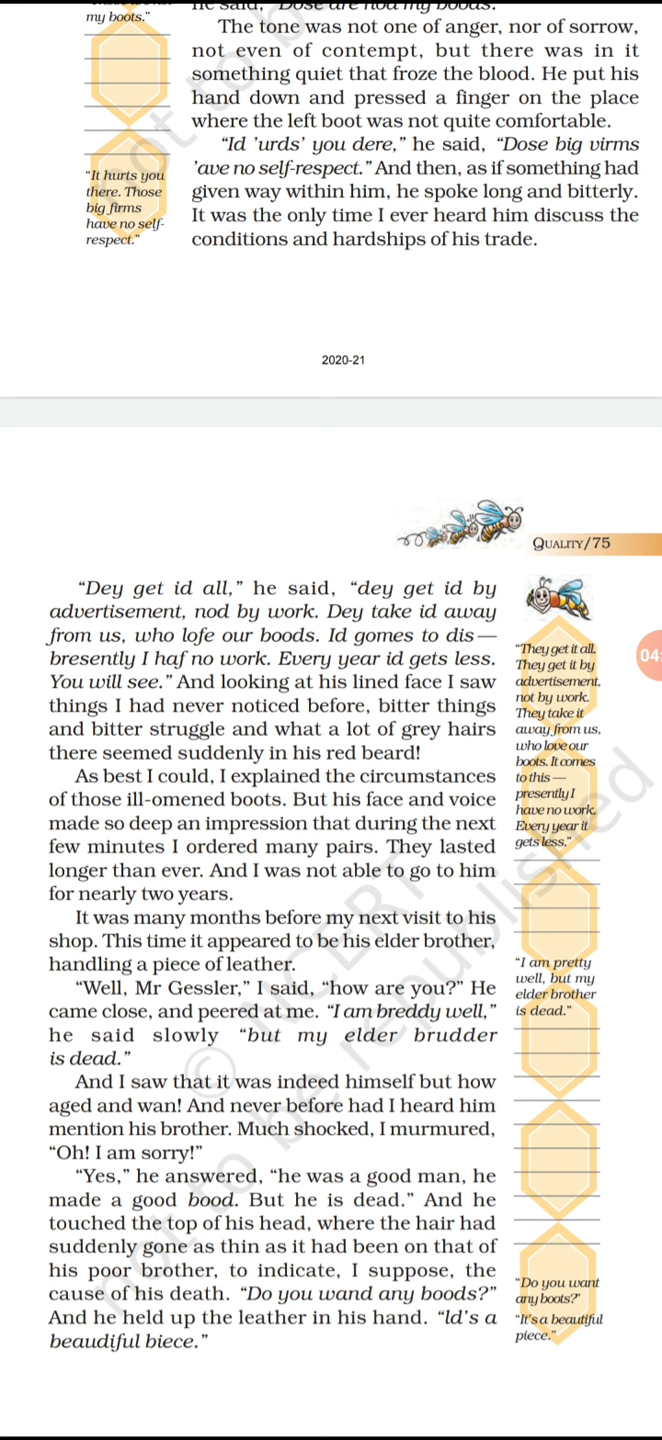 my boots."
he said, "Dose are nod my boods."
The tone was not one of anger, nor of sorrow,
not even of contempt, but there was in it
something quiet that froze the blood. He put his
hand down and pressed a finger on the place
where the left boot was not quite comfortable.
"Id 'urds' you dere," he said, "Dose big virms
'ave no self-respect." And then, as if something had
given way within him, he spoke long and bitterly.
It was the only time I ever heard him discuss the
conditions and hardships of his trade.
"It hurts you
there. Those
big firms
have no self-
respect."
2020-21
QUALITY/75
"Dey get id all," he said, "dey get id by
advertisement, nod by work. Dey take id away
from us, who lofe our boods. Id gomes to dis—
bresently I haf no work. Every year id gets less.
You will see." And looking at his lined face I saw
things I had never noticed before, bitter things
and bitter struggle and what a lot of grey hairs
there seemed suddenly in his red beard!
As best I could, I explained the circumstances
of those ill-omened boots. But his face and voice
made so deep an impression that during the next
few minutes I ordered many pairs. They lasted
longer than ever. And I was not able to go to him
for nearly two years.
It was many months before my next visit to his
shop. This time it appeared to be his elder brother,
handling a piece of leather.
"Well, Mr Gessler," I said, "how are you?" He
came close, and peered at me. "I am breddy well,"
he said slowly "but my elder brudder
is dead."
And I saw that it was indeed himself but how
aged and wan! And never before had I heard him
mention his brother. Much shocked, I murmured,
"Oh! I am sorry!"
"Yes," he answered, "he was a good man, he
made a good bood. But he is dead." And he
touched the top of his head, where the hair had
suddenly gone as thin as it had been on that of
his poor brother, to indicate, I suppose, the
cause of his death. "Do you wand any boods?"
And he held up the leather in his hand. "ld's a
beaudiful biece."
"They get it all.
They get it by
advertisement,
not by work.
They take it
away from us,
who love our
boots. It comes
to this—
presently I
have no work.
Every year it
gets less."
"I am pretty
well, but my
elder brother
is dead."
"Do you want
any boots?"
"It's a beautiful
piece."
04:
© NCERT
not to be republished